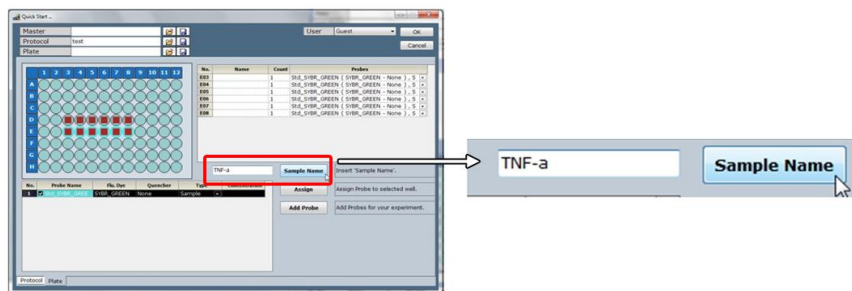 Quick Start ..
Master
Protocol test
Plate
User Guest
OK
Cancel
1 2 3 4 5 6 7 8 9 10 11 12
A
B
C
D
E
F
G
H
No. Name Count Probes
E03 1 Std_SYBR_GREEN ( SYBR_GREEN - None ) , S
E04 1 Std_SYBR_GREEN ( SYBR_GREEN - None ) , S
E05 1 Std_SYBR_GREEN ( SYBR_GREEN - None ) , S
E06 1 Std_SYBR_GREEN ( SYBR_GREEN - None ) , S
E07 1 Std_SYBR_GREEN ( SYBR_GREEN - None ) , S
E08 1 Std_SYBR_GREEN ( SYBR_GREEN - None ) , S
TNF-a Sample Name Insert 'Sample Name'.
No. Probe Name Flu. Dye Quencher Type
1 Std_SYBR_GREE SYBR_GREEN None Sample
Assign Assign Probe to selected well.
Add Probe Add Probes for your experiment.
Protocol Plate
TNF-a Sample Name